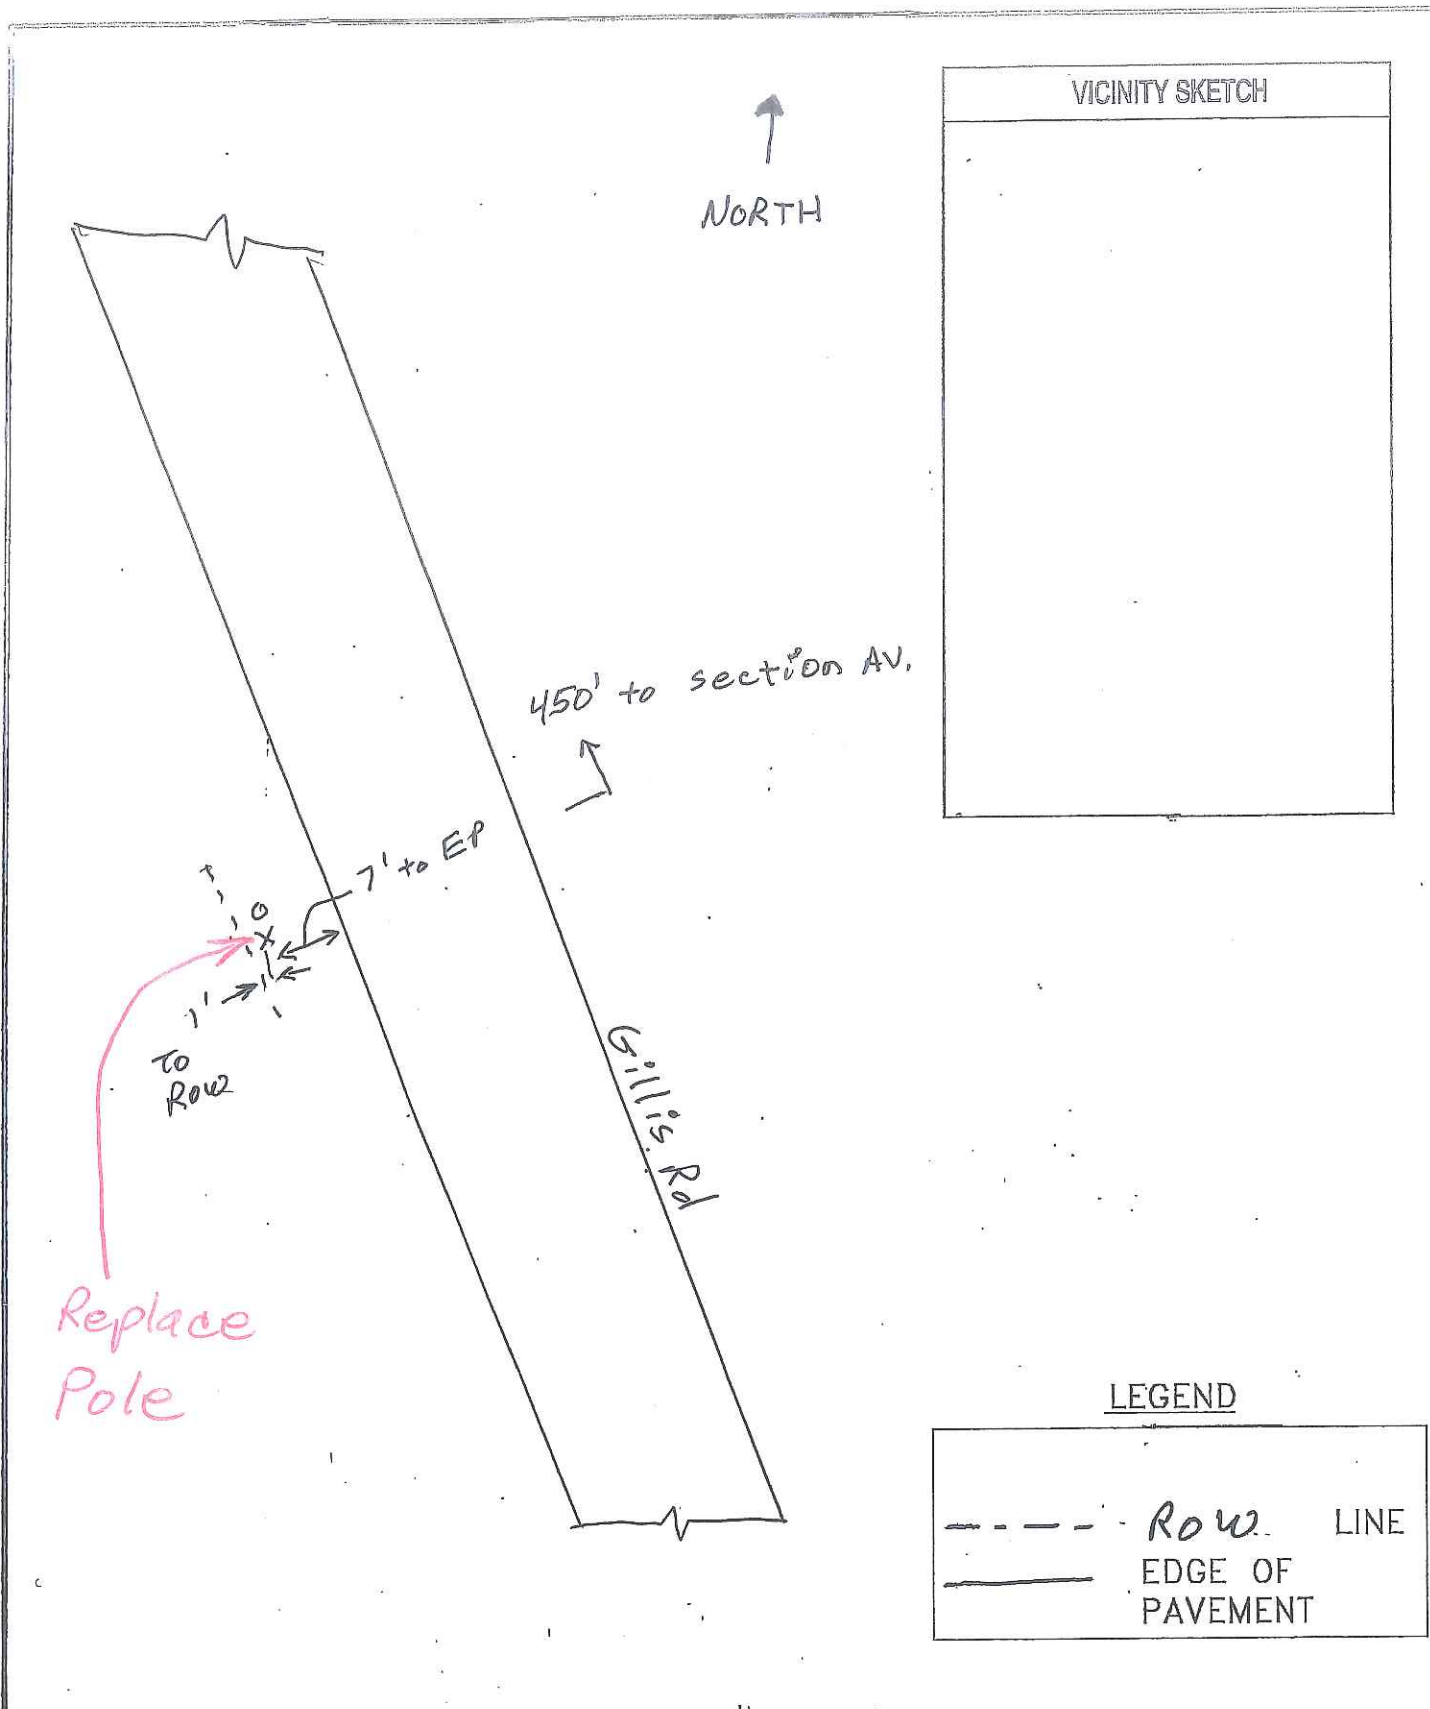 VICINITY SKETCH
NORTH
450' to section AV.
7' to EP
1'
To
Row
Gillis Rd
Replace
Pole
LEGEND
Row LINE
EDGE OF
PAVEMENT